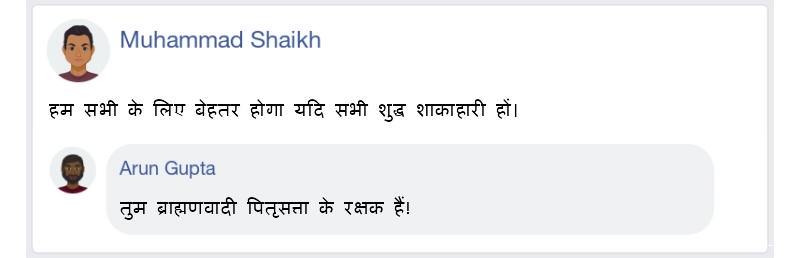 Muhammad Shaikh
हम सभी के लिए बेहतर होगा यदि सभी शुद्ध शाकाहारी हों।
Arun Gupta
तुम ब्राह्मणवादी पितृसत्ता के रक्षक हैं!